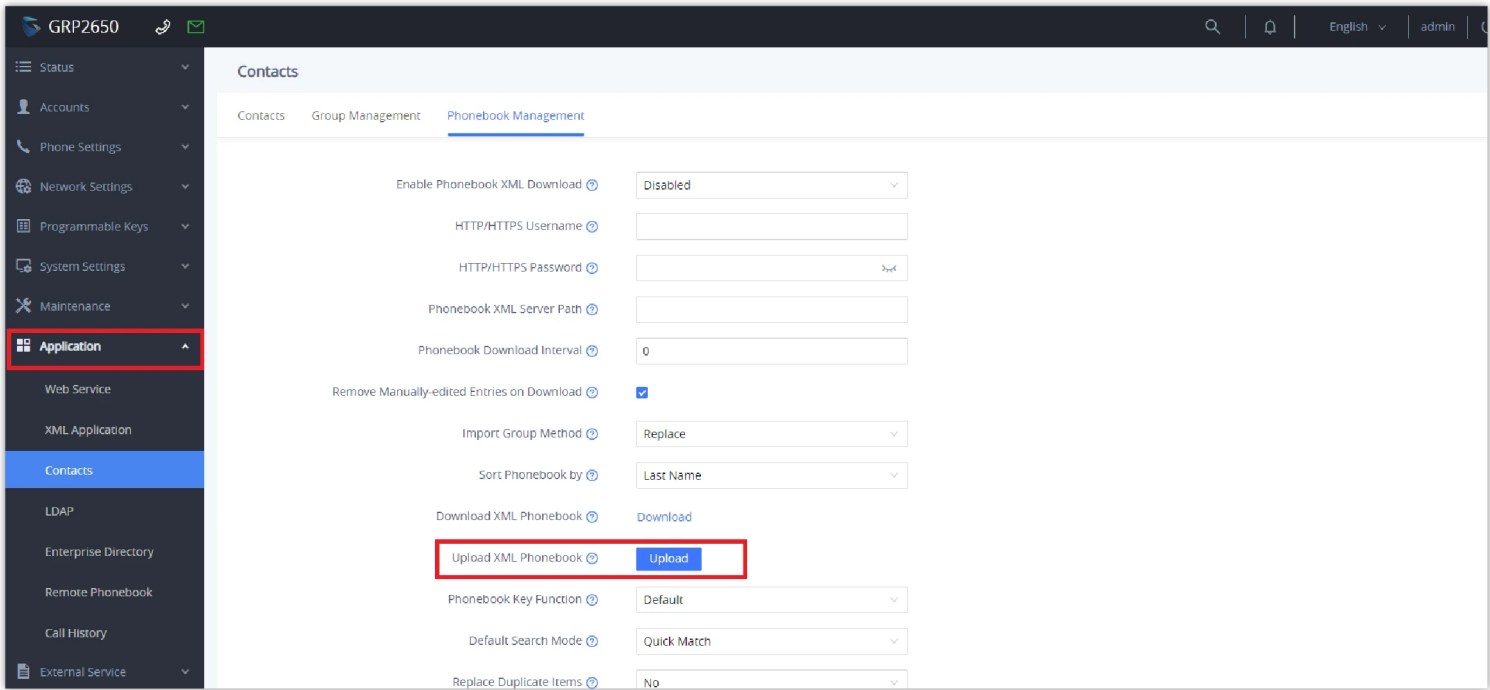 GRP2650
English
admin
Status
Accounts
Phone Settings
Network Settings
Programmable Keys
System Settings
Maintenance
Application
Web Service
XML Application
Contacts
LDAP
Enterprise Directory
Remote Phonebook
Call History
External Service
Contacts
Contacts Group Management Phonebook Management
Enable Phonebook XML Download Disabled
HTTP/HTTPS Username
HTTP/HTTPS Password
Phonebook XML Server Path
Phonebook Download Interval 0
Remove Manually-edited Entries on Download
Import Group Method Replace
Sort Phonebook by Last Name
Download XML Phonebook Download
Upload XML Phonebook Upload
Phonebook Key Function Default
Default Search Mode Quick Match
Replace Duplicate Items No